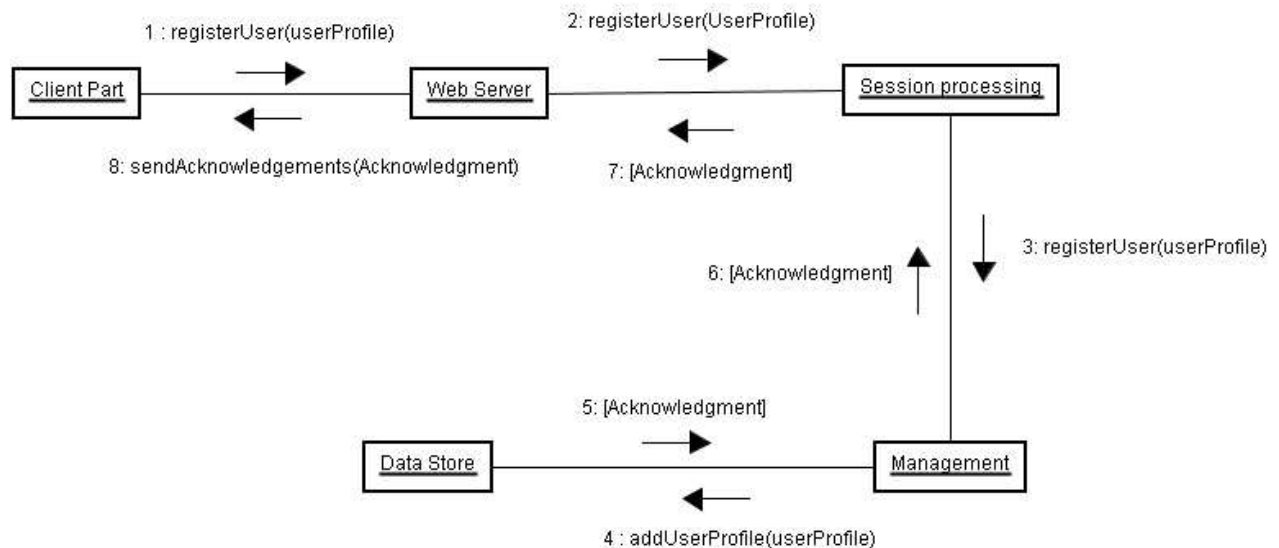 2: registerUser(UserProfile)
1 : registerUser(userProfile)
Client Part
Web Server
Session processing
8: sendAcknowledgements(Acknowledgment)
7: [Acknowledgment]
3: registerUser(userProfile)
6: [Acknowledgment]
5: [Acknowledgment]
Data Store
Management
4 : addUserProfile(userProfile)